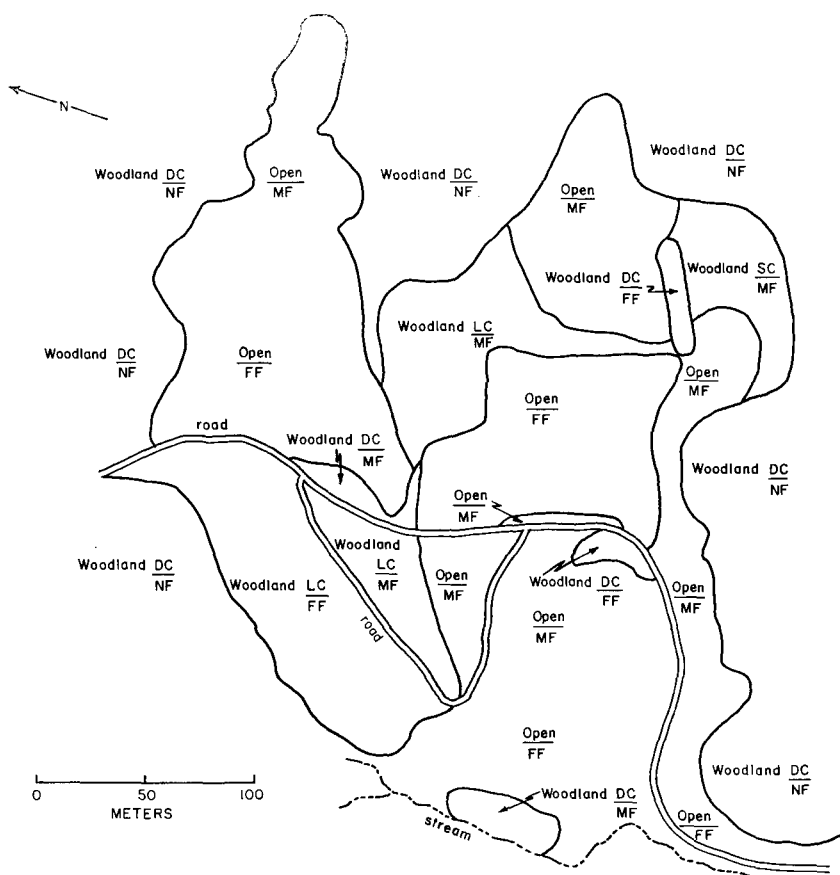 N
Woodland DC
NF
Open
MF
Woodland DC
NF
Woodland DC
NF
Open
MF
Woodland DC
FF
Woodland SC
MF
Woodland LC
MF
Woodland DC
NF
Open
FF
Open
MF
Open
FF
road
Woodland DC
MF
Woodland DC
NF
Open
MF
Woodland
LC
MF
Woodland DC
NF
Woodland LC
FF
Open
MF
Woodland DC
FF
Open
MF
Open
MF
road
Open
FF
Woodland DC
NF
0 50 100
METERS
Woodland DC
MF
stream
Open
FF